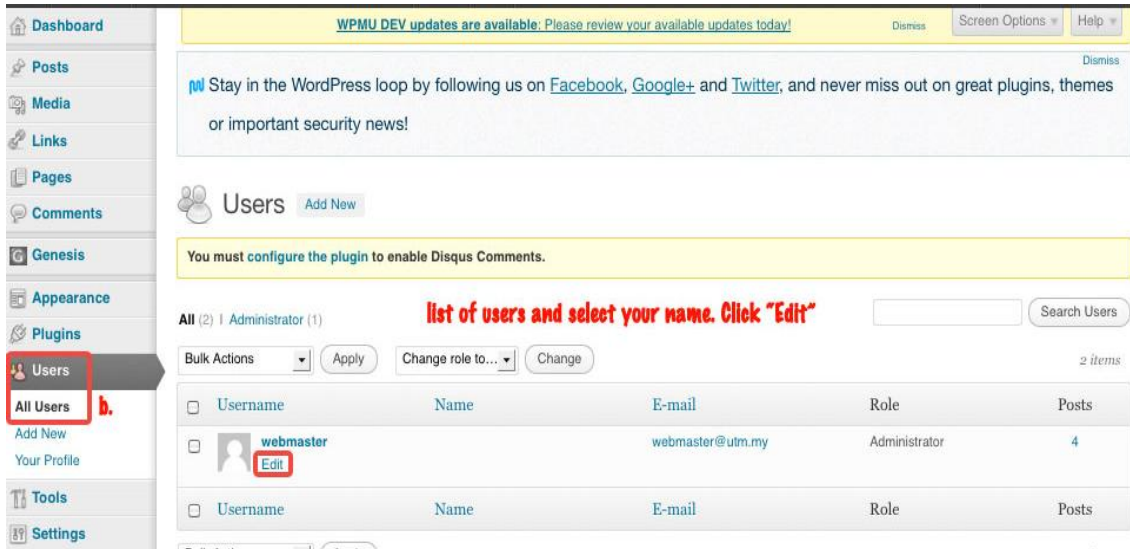 Dashboard
Posts
Media
Links
Pages
Comments
Genesis
Appearance
Plugins
Users
All Users
b.
Add New
Your Profile
Tools
Settings
WPMU DEV updates are available: Please review your available updates today!
Dismiss
Screen Options
Help
Dismiss
Stay in the WordPress loop by following us on Facebook, Google+ and Twitter, and never miss out on great plugins, themes
or important security news!
Users Add New
You must configure the plugin to enable Disqus Comments.
list of users and select your name. Click "Edit"
All (2) | Administrator (1)
Search Users
Bulk Actions Apply Change role to... Change
2 items
Username Name E-mail Role Posts
webmaster webmaster@utm.my Administrator 4
Edit
Username Name E-mail Role Posts